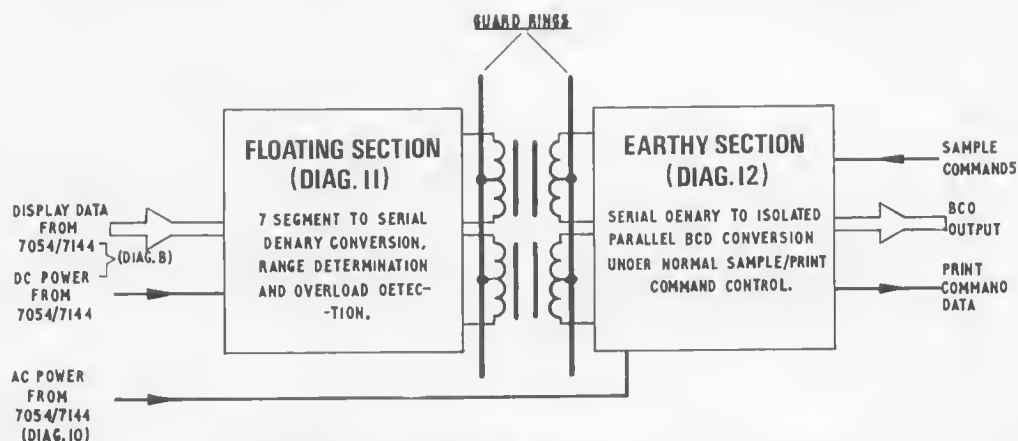 GUARD RINGS
FLOATING SECTION
(DIAG. 11)
7 SEGMENT TO SERIAL
DENARY CONVERSION,
RANGE DETERMINATION
AND OVERLOAD DETEC-
-TION.
EARTHY SECTION
(DIAG. 12)
SERIAL DENARY TO ISOLATED
PARALLEL BCD CONVERSION
UNDER NORMAL SAMPLE/PRINT
COMMAND CONTROL.
DISPLAY DATA
FROM
7054/7144
(DIAG. 8)
DC POWER
FROM
7054/7144
AC POWER
FROM
7054/7144
(DIAG. 10)
SAMPLE
COMMANDS
BCD
OUTPUT
PRINT
COMMAND
DATA